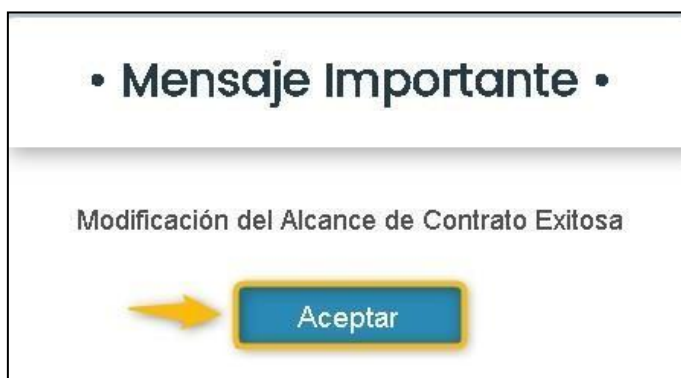 • Mensaje Importante •
Modificación del Alcance de Contrato Exitosa
Aceptar